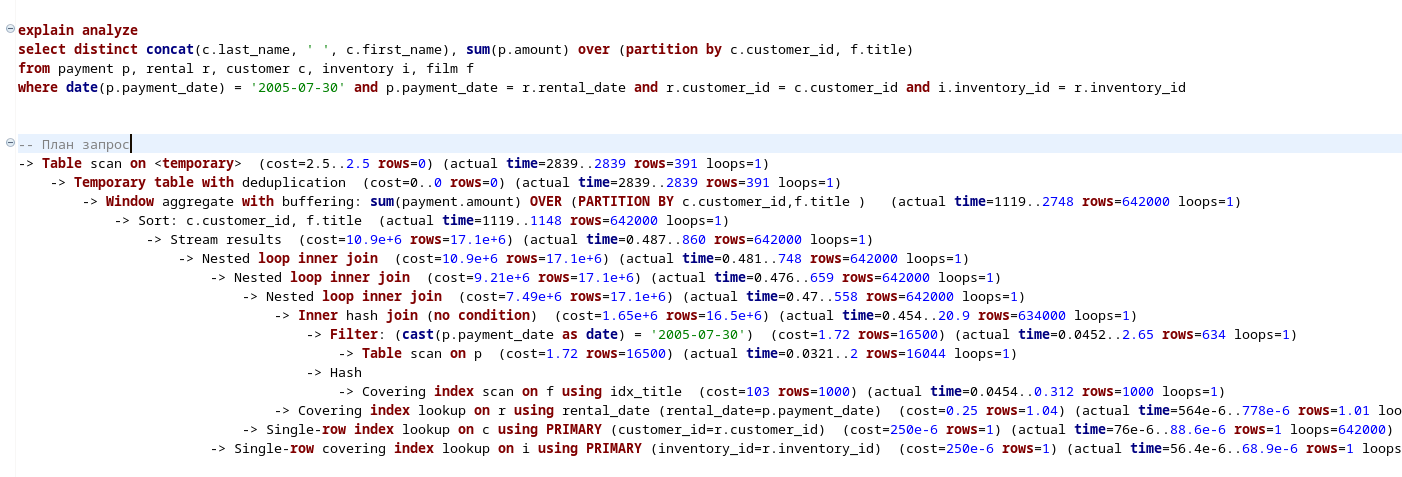 explain analyze
select distinct concat(c.last_name, ' ', c.first_name), sum(p.amount) over (partition by c.customer_id, f.title)
from payment p, rental r, customer c, inventory i, film f
where date(p.payment_date) = '2005-07-30' and p.payment_date = r.rental_date and r.customer_id = c.customer_id and i.inventory_id = r.inventory_id
-- План запрос
-> Table scan on <temporary>  (cost=2.5..2.5 rows=0) (actual time=2839..2839 rows=391 loops=1)
-> Temporary table with deduplication  (cost=0..0 rows=0) (actual time=2839..2839 rows=391 loops=1)
-> Window aggregate with buffering: sum(payment.amount) OVER (PARTITION BY c.customer_id,f.title )   (actual time=1119..2748 rows=642000 loops=1)
-> Sort: c.customer_id, f.title  (actual time=1119..1148 rows=642000 loops=1)
-> Stream results  (cost=10.9e+6 rows=17.1e+6) (actual time=0.487..860 rows=642000 loops=1)
-> Nested loop inner join  (cost=10.9e+6 rows=17.1e+6) (actual time=0.481..748 rows=642000 loops=1)
-> Nested loop inner join  (cost=9.21e+6 rows=17.1e+6) (actual time=0.476..659 rows=642000 loops=1)
-> Nested loop inner join  (cost=7.49e+6 rows=17.1e+6) (actual time=0.47..558 rows=642000 loops=1)
-> Inner hash join (no condition)  (cost=1.65e+6 rows=16.5e+6) (actual time=0.454..20.9 rows=634000 loops=1)
-> Filter: (cast(p.payment_date as date) = '2005-07-30')  (cost=1.72 rows=16500) (actual time=0.0452..2.65 rows=634 loops=1)
-> Table scan on p  (cost=1.72 rows=16500) (actual time=0.0321..2 rows=16044 loops=1)
-> Hash
-> Covering index scan on f using idx_title  (cost=103 rows=1000) (actual time=0.0454..0.312 rows=1000 loops=1)
-> Covering index lookup on r using rental_date (rental_date=p.payment_date)  (cost=0.25 rows=1.04) (actual time=564e-6..778e-6 rows=1.01 loo
-> Single-row index lookup on c using PRIMARY (customer_id=r.customer_id)  (cost=250e-6 rows=1) (actual time=76e-6..88.6e-6 rows=1 loops=642000)
-> Single-row covering index lookup on i using PRIMARY (inventory_id=r.inventory_id)  (cost=250e-6 rows=1) (actual time=56.4e-6..68.9e-6 rows=1 loops